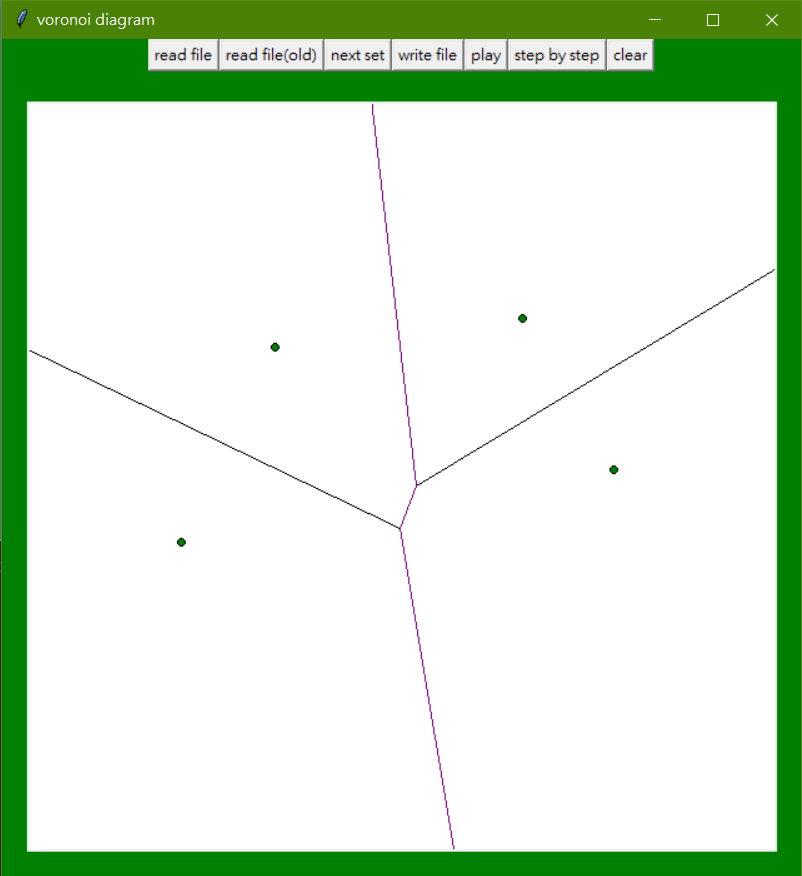 voronoi diagram
read file read file(old) next set write file play step by step clear